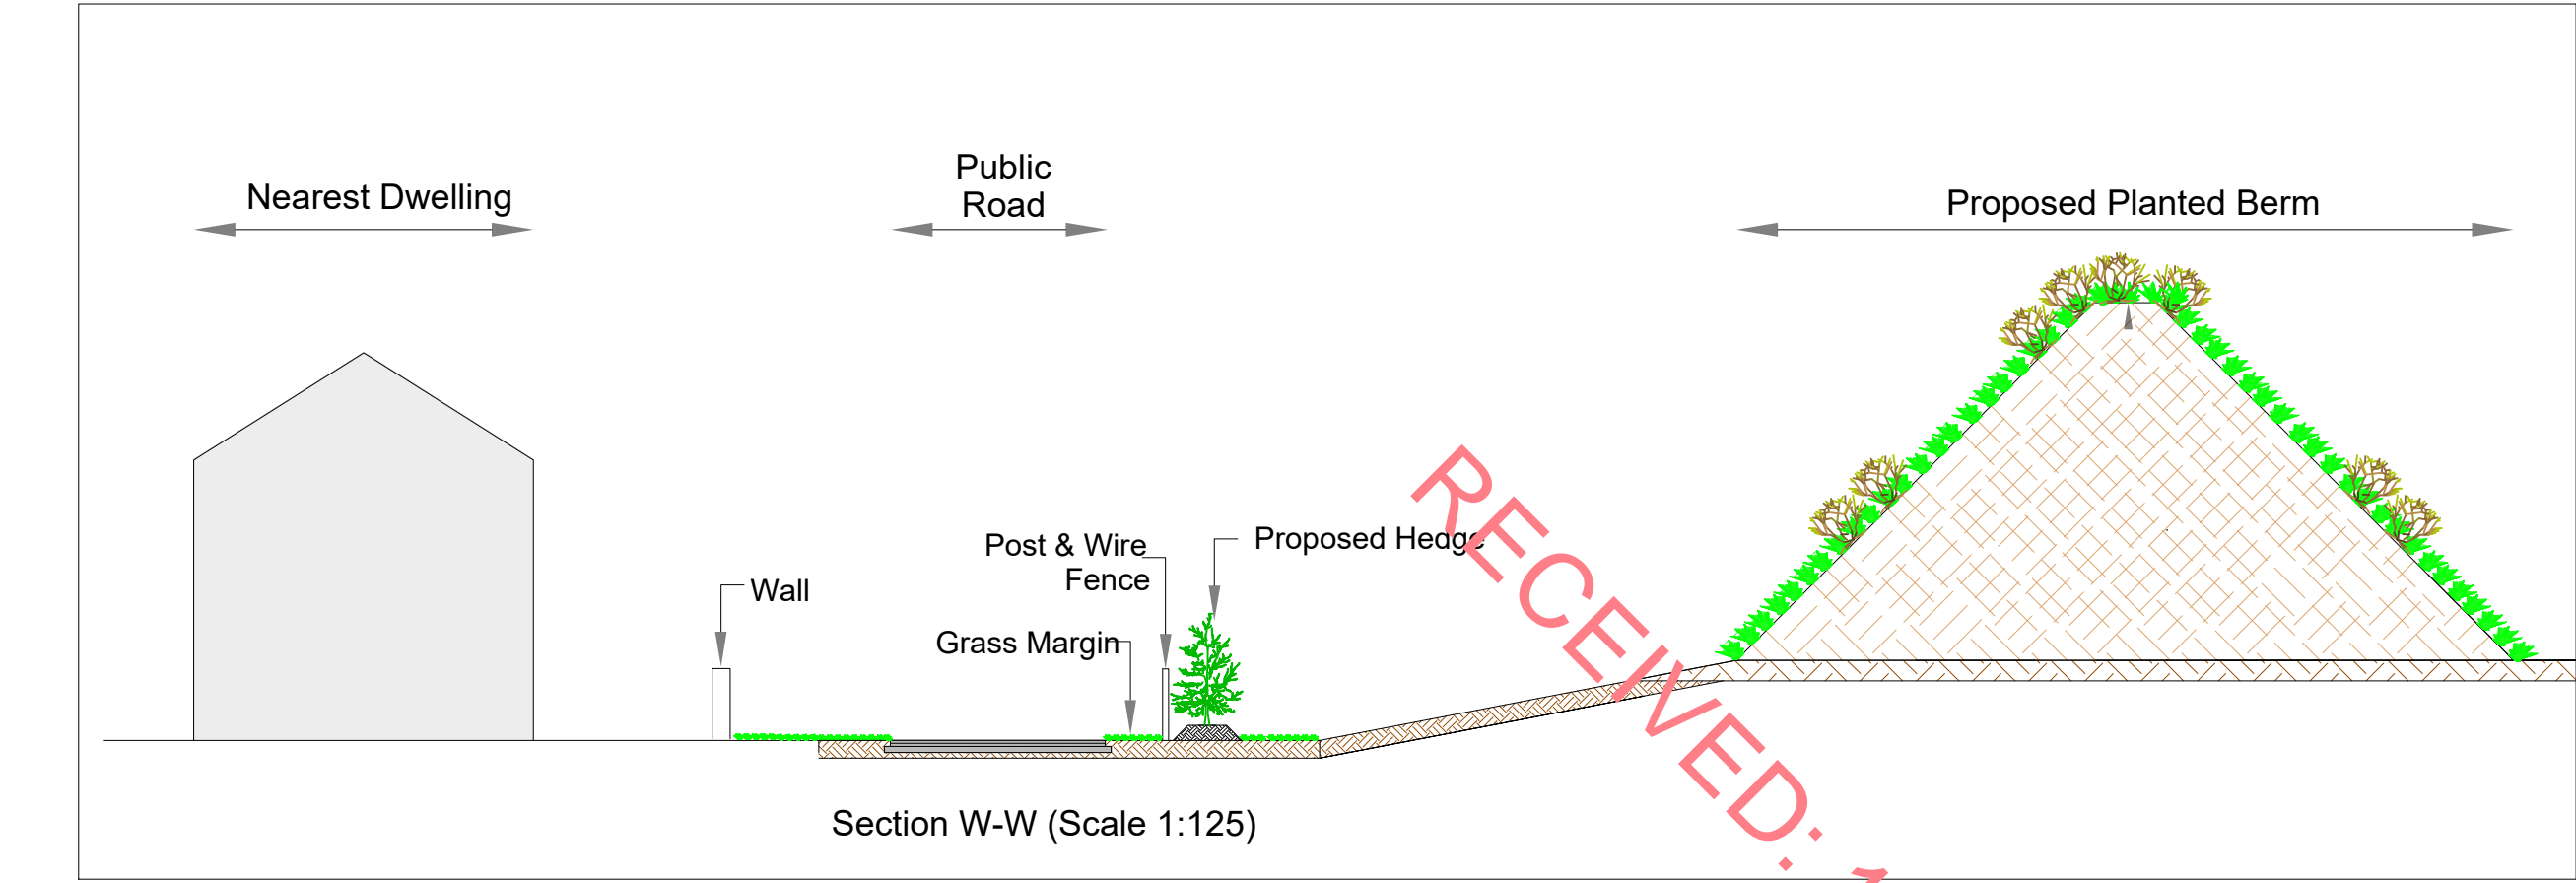 Nearest Dwelling
Public
Road
Proposed Planted Berm
Post & Wire
Fence
Proposed Hedge
Wall
Grass Margin
RECEIVED:
Section W-W (Scale 1:125)